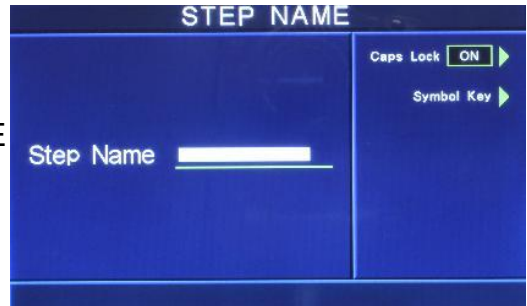 STEP NAME
Caps Lock ON
Symbol Key
E
Step Name